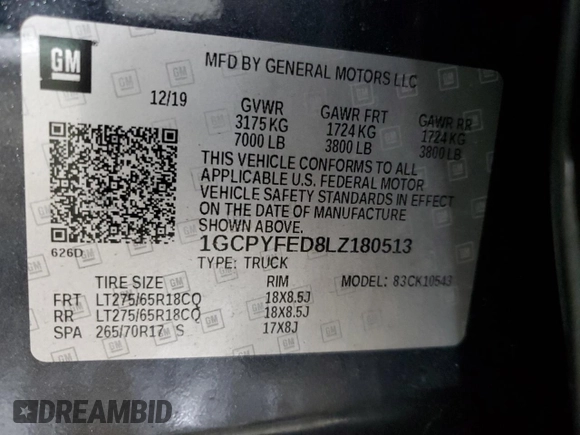 GM
MFD BY GENERAL MOTORS LLC
12/19 GVWR GAWR FRT GAWR RR
3175 KG 1724 KG 1724 KG
7000 LB 3800 LB 3800 LB
THIS VEHICLE CONFORMS TO ALL
APPLICABLE U.S. FEDERAL MOTOR
VEHICLE SAFETY STANDARDS IN EFFECT
ON THE DATE OF MANUFACTURE
SHOWN ABOVE.
626D 1GCPYFED8LZ180513
TYPE: TRUCK MODEL: 83CK10543
TIRE SIZE RIM
FRT LT275/65R18CQ 18X8.5J
RR LT275/65R18CQ 18X8.5J
SPA 265/70R17 S 17X8J
DREAMBID